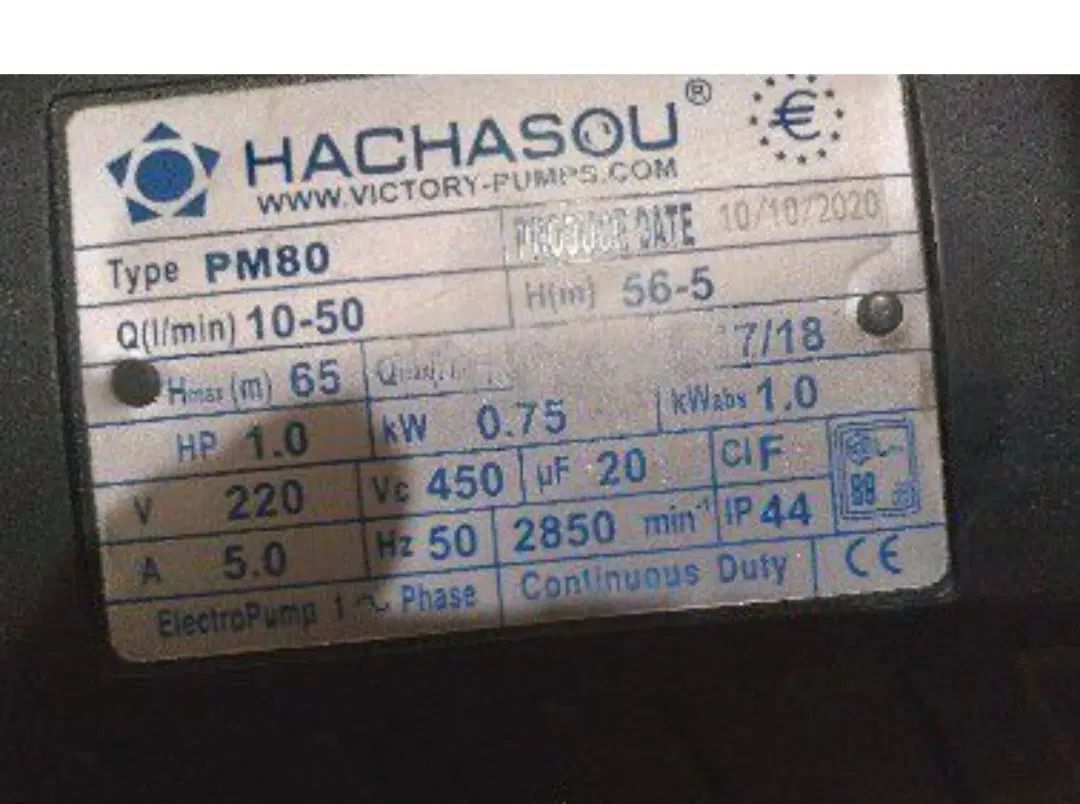 HACHASOU®
WWW.VICTORY-PUMPS.COM
Type PM80 PRODUCE DATE 10/10/2020
Q(l/min) 10-50 H(m) 56-5
Hmax (m) 65 7/18
HP 1.0 kW 0.75 kWabs 1.0
V 220 Vc 450 µF 20 Cl F
A 5.0 Hz 50 2850 min⁻¹ IP 44
ElectroPump 1 ~ Phase Continuous Duty CE